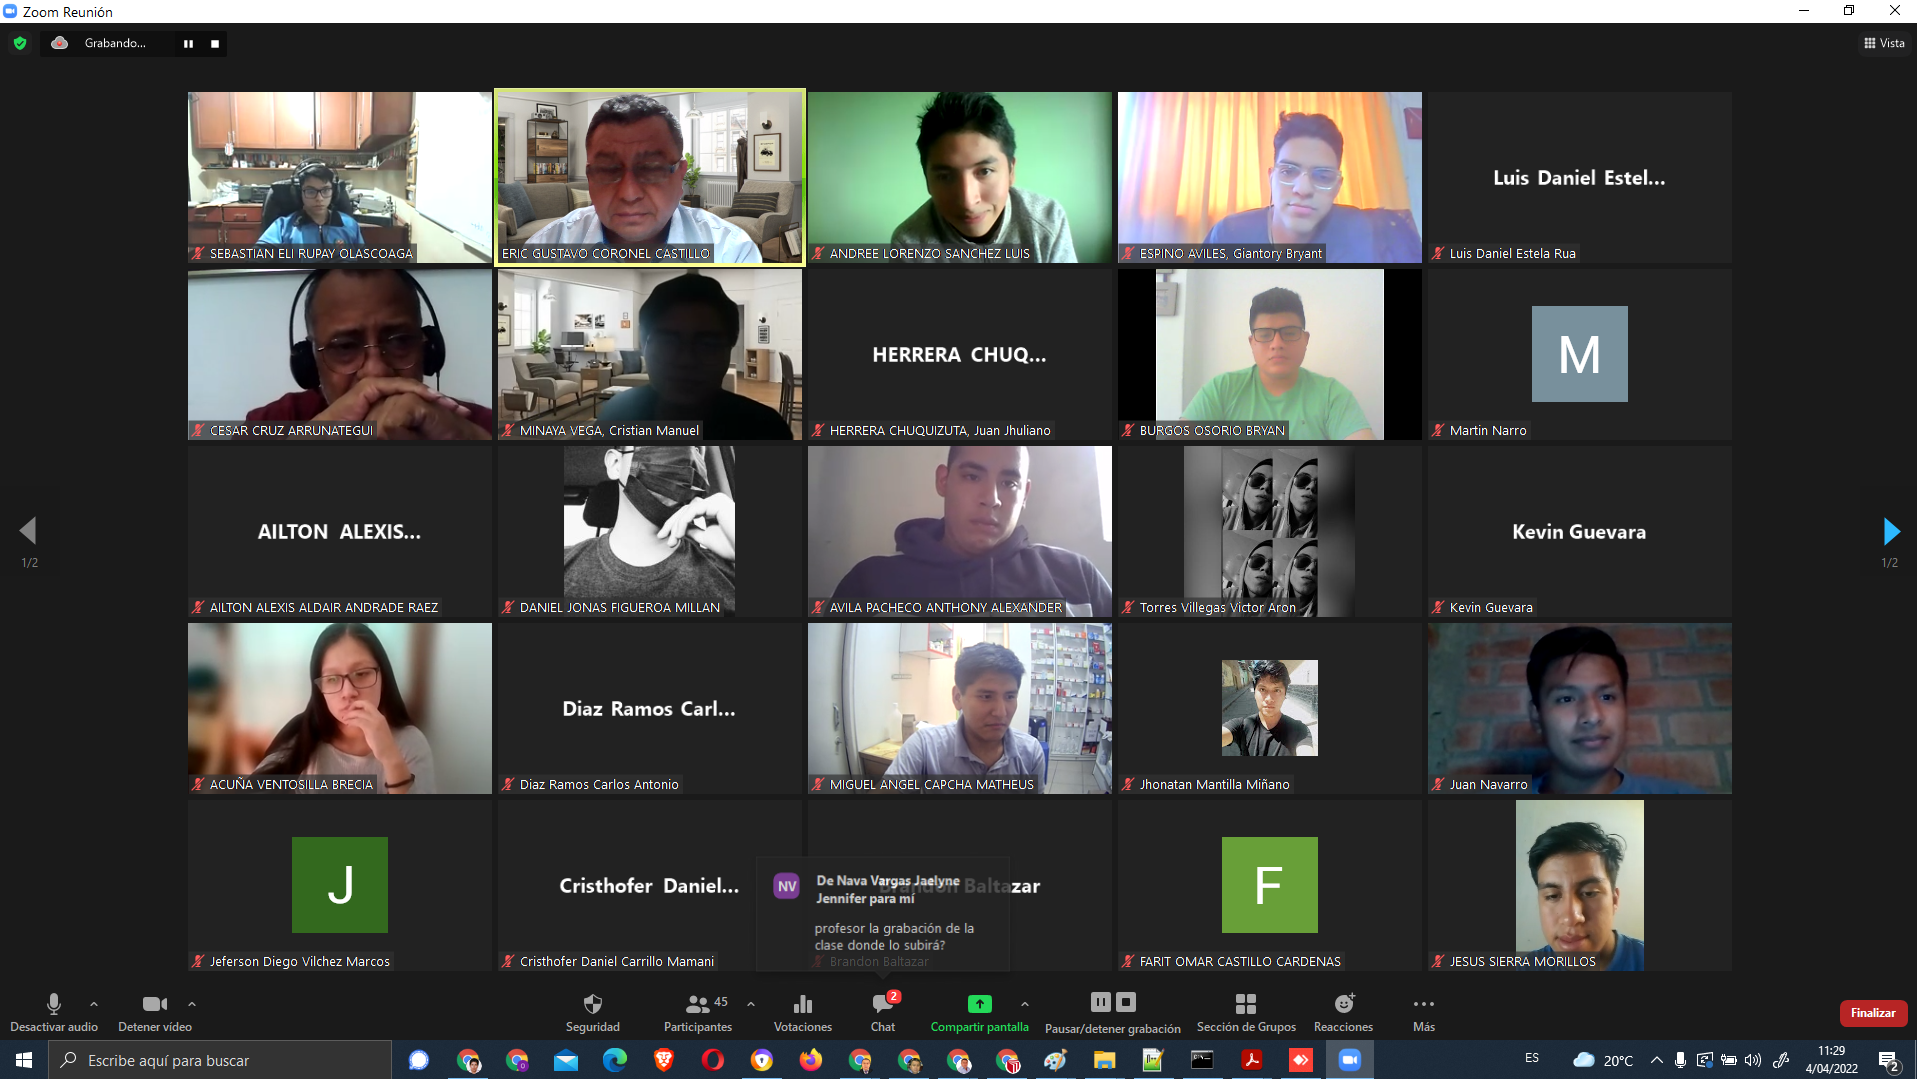 Zoom Reunión
Grabando...
Vista
SEBASTIAN ELI RUPAY OLASCOAGA
ERIC GUSTAVO CORONEL CASTILLO
ANDREE LORENZO SANCHEZ LUIS
ESPINO AVILES, Giantory Bryant
Luis Daniel Estel...
Luis Daniel Estela Rua
CESAR CRUZ ARRUNATEGUI
MINAYA VEGA, Cristian Manuel
HERRERA CHUQ...
HERRERA CHUQUIZUTA, Juan Jhuliano
BURGOS OSORIO BRYAN
M
Martin Narro
AILTON ALEXIS...
AILTON ALEXIS ALDAIR ANDRADE RAEZ
DANIEL JONAS FIGUEROA MILLAN
AVILA PACHECO ANTHONY ALEXANDER
Torres Villegas Victor Aron
Kevin Guevara
Kevin Guevara
1/2
1/2
ACUÑA VENTOSILLA BRECIA
Diaz Ramos Carl...
Diaz Ramos Carlos Antonio
MIGUEL ANGEL CAPCHA MATHEUS
Jhonatan Mantilla Miñano
Juan Navarro
J
Jeferson Diego Vilchez Marcos
Cristhofer Daniel...
Cristhofer Daniel Carrillo Mamani
NV
De Nava Vargas Jaelyne
Jennifer para mí
profesor la grabación de la
clase donde lo subirá?
Brandon Baltazar
Brandon Baltazar
F
FARIT OMAR CASTILLO CARDENAS
JESUS SIERRA MORILLOS
Desactivar audio
Detener vídeo
Seguridad
45
Participantes
Votaciones
2
Chat
Compartir pantalla
Pausar/detener grabación
Sección de Grupos
Reacciones
Más
Finalizar
Escribe aquí para buscar
ES
20°C
11:29
4/04/2022
2